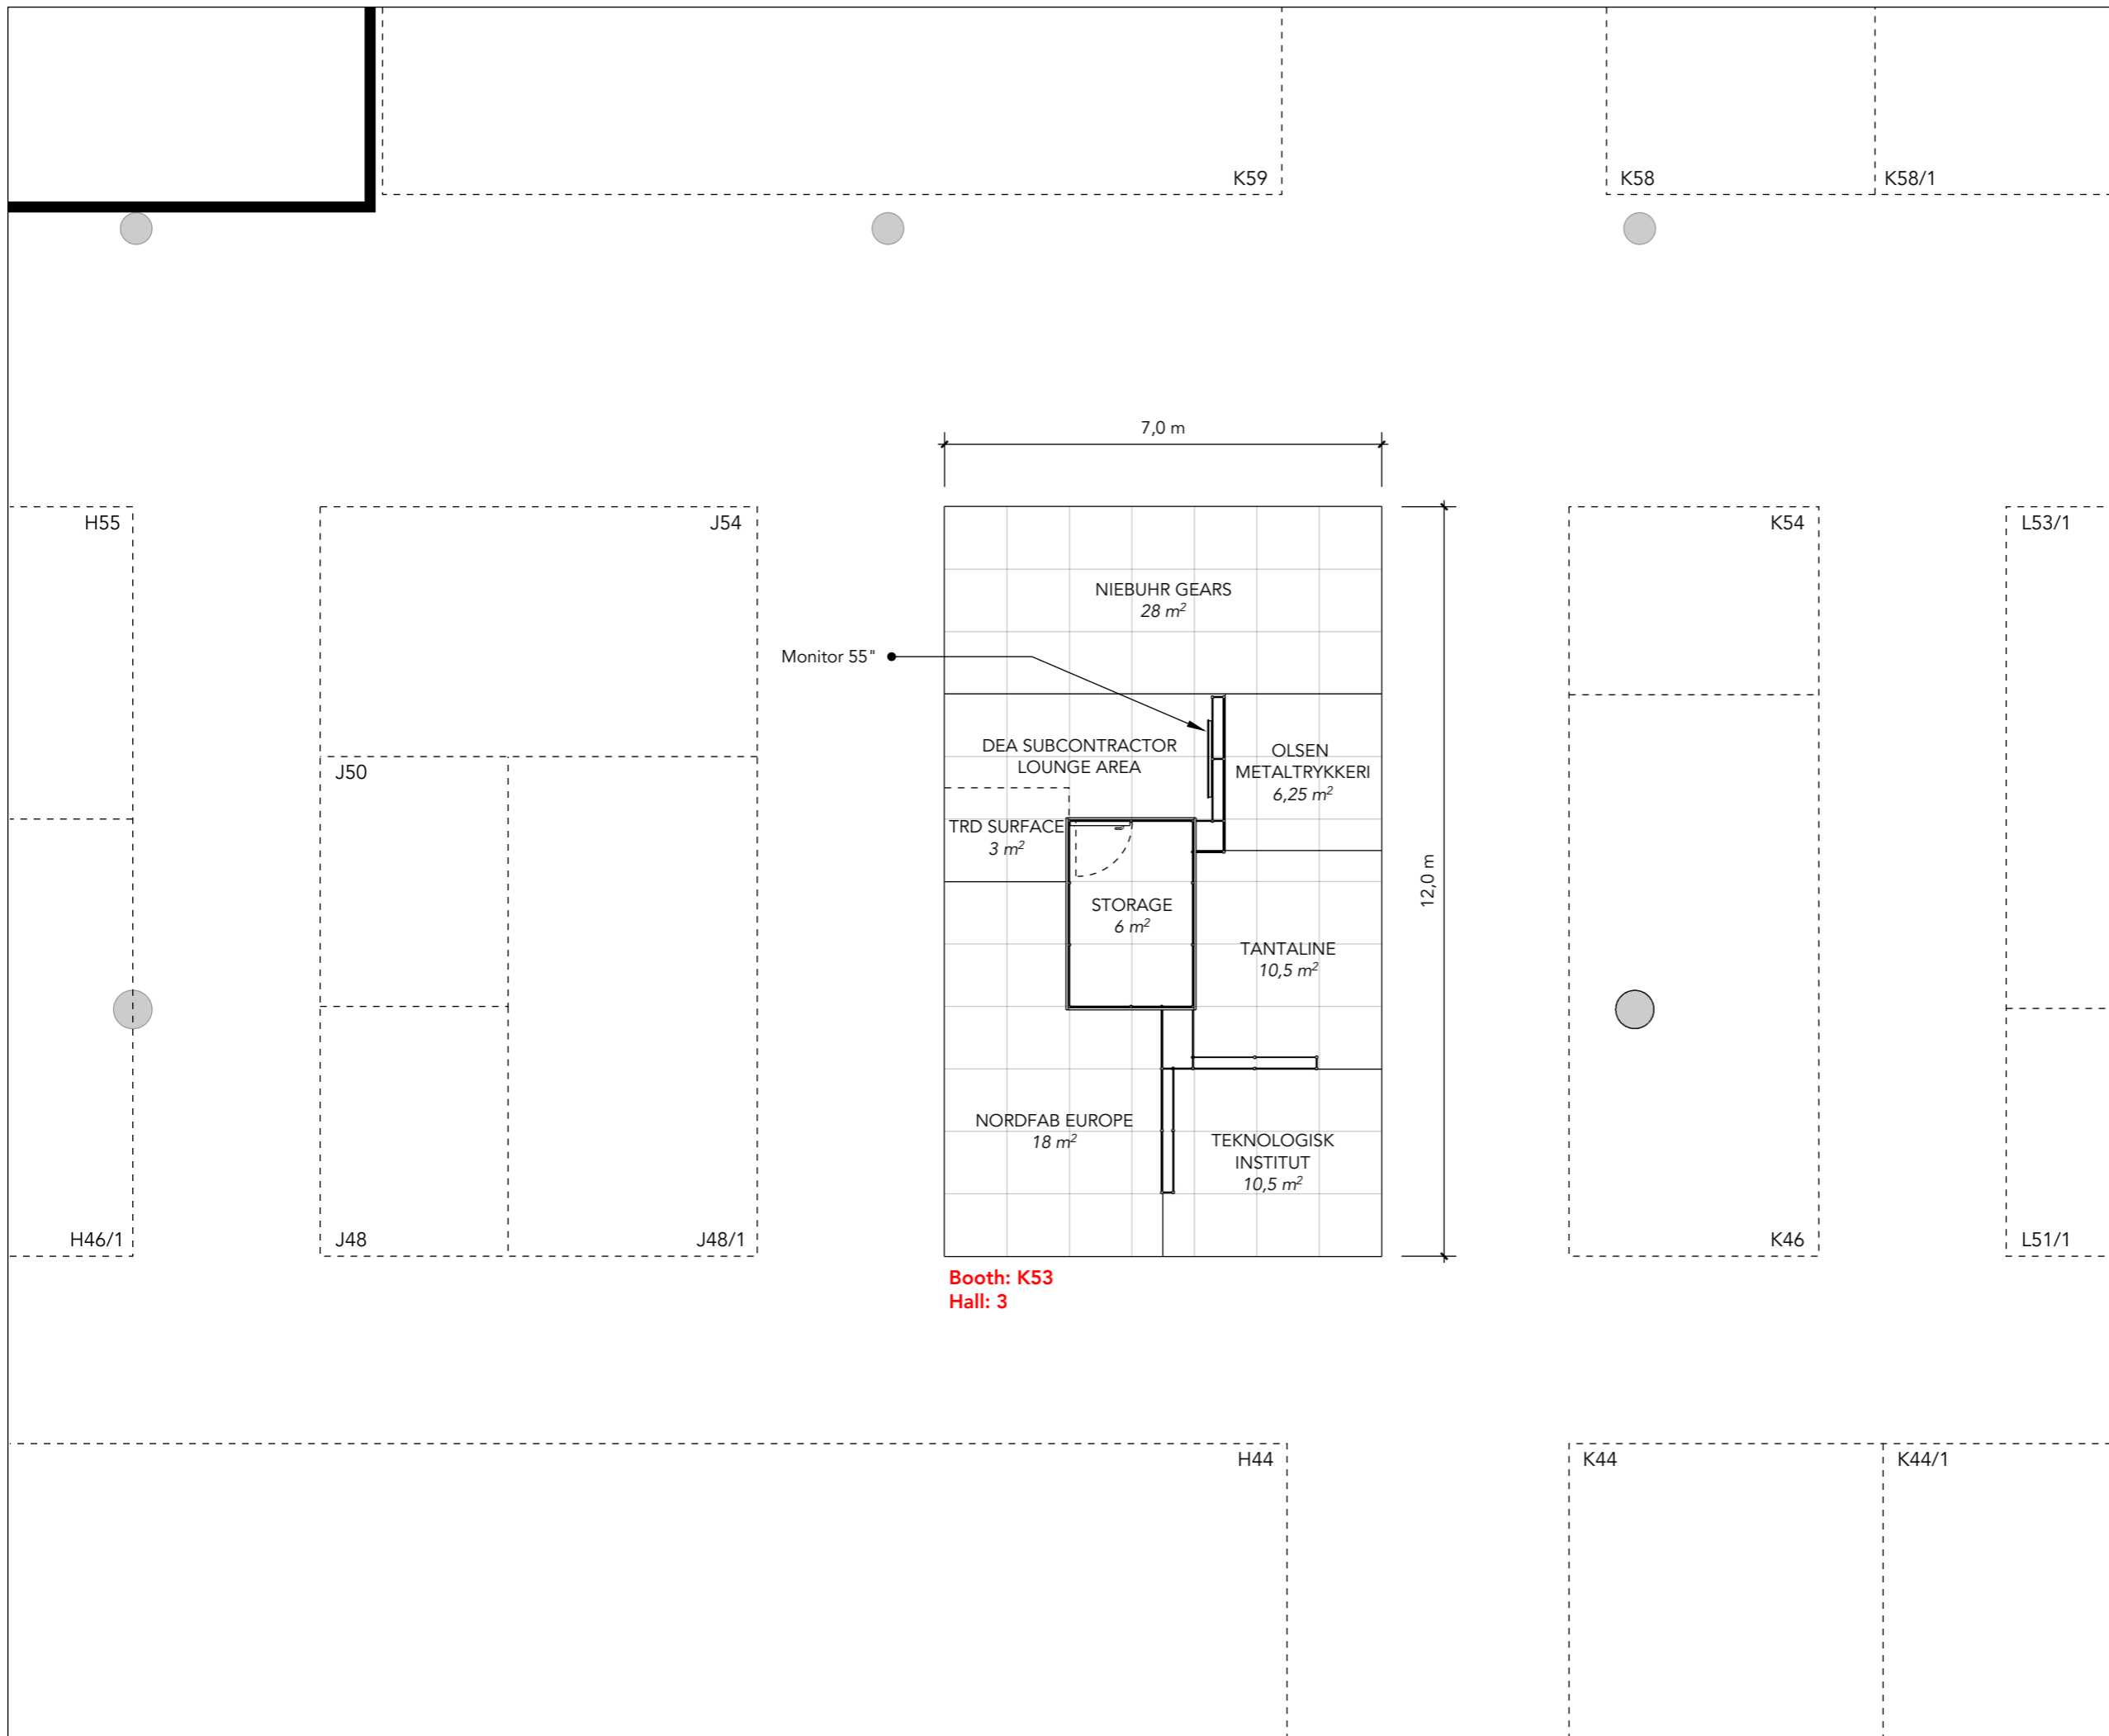 K59
K58
K58/1
7,0 m
H55
J54
K54
L53/1
NIEBUHR GEARS
28 m²
Monitor 55"
DEA SUBCONTRACTOR
LOUNGE AREA
OLSEN
METALTRYKKERI
6,25 m²
J50
TRD SURFACE
3 m²
12,0 m
STORAGE
6 m²
TANTALINE
10,5 m²
NORDFAB EUROPE
18 m²
TEKNOLOGISK
INSTITUT
10,5 m²
H46/1
J48
J48/1
K46
L51/1
Booth: K53
Hall: 3
H44
K44
K44/1